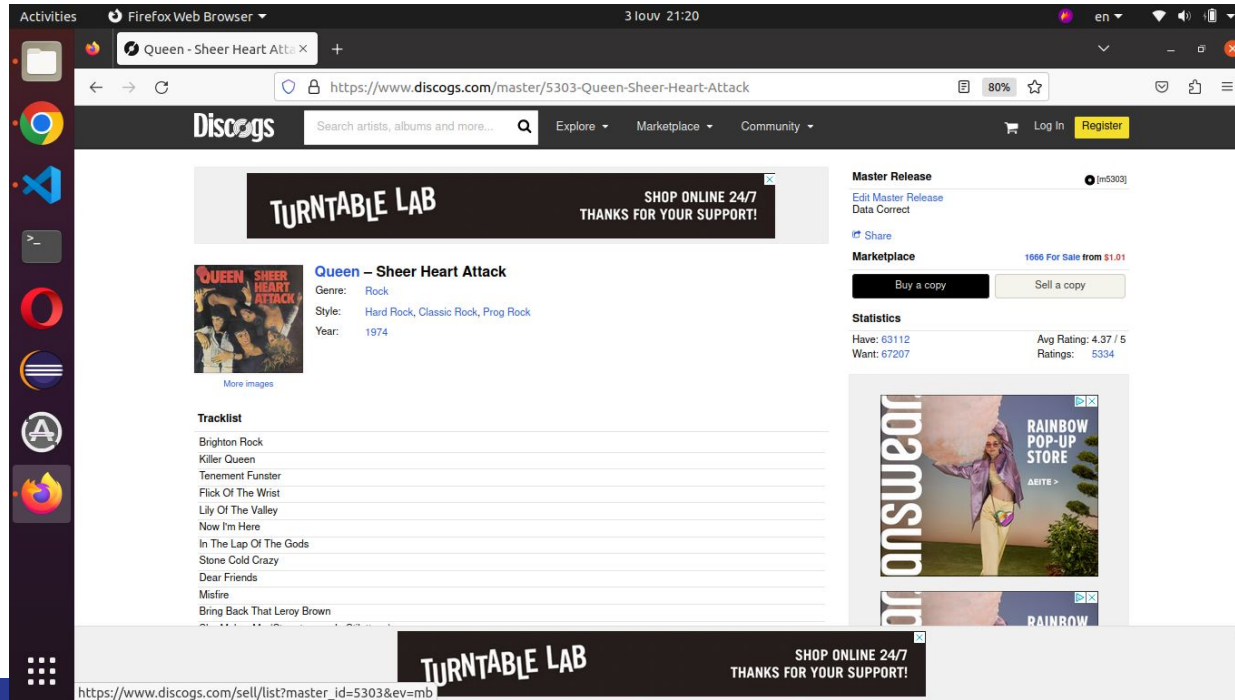 Activities Firefox Web Browser 3 Ιουν 21:20 en
Queen - Sheer Heart Atta
https://www.discogs.com/master/5303-Queen-Sheer-Heart-Attack 80%
Discogs Search artists, albums and more... Explore Marketplace Community Log In Register
TURNTABLE LAB
SHOP ONLINE 24/7
THANKS FOR YOUR SUPPORT!
Master Release [m5303]
Edit Master Release
Data Correct
Share
Marketplace 1666 For Sale from $1.01
Buy a copy Sell a copy
Statistics
Have: 63112 Avg Rating: 4.37 / 5
Want: 67207 Ratings: 5334
QUEEN SHEER
HEART
ATTACK
More images
Queen – Sheer Heart Attack
Genre: Rock
Style: Hard Rock, Classic Rock, Prog Rock
Year: 1974
Tracklist
Brighton Rock
Killer Queen
Tenement Funster
Flick Of The Wrist
Lily Of The Valley
Now I'm Here
In The Lap Of The Gods
Stone Cold Crazy
Dear Friends
Misfire
Bring Back That Leroy Brown
answear
RAINBOW
POP-UP
STORE
ΔΕΙΤΕ >
RAINBOW
TURNTABLE LAB
SHOP ONLINE 24/7
THANKS FOR YOUR SUPPORT!
https://www.discogs.com/sell/list?master_id=5303&ev=mb